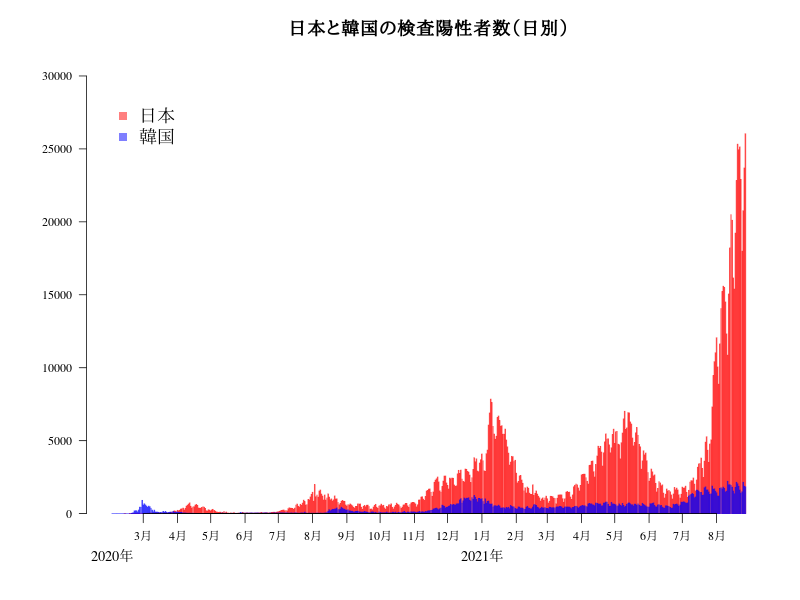 日本と韓国の検査陽性者数（日別）
30000
日本
韓国
25000
20000
15000
10000
5000
0
3月 4月 5月 6月 7月 8月 9月 10月 11月 12月 1月 2月 3月 4月 5月 6月 7月 8月
2020年 2021年